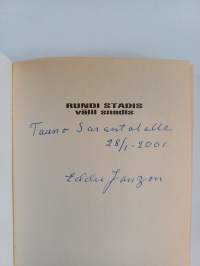 RUNDI STADIS
välil snadis
Tauno Sarantolalle
28/1-2001
Eddie Janzon